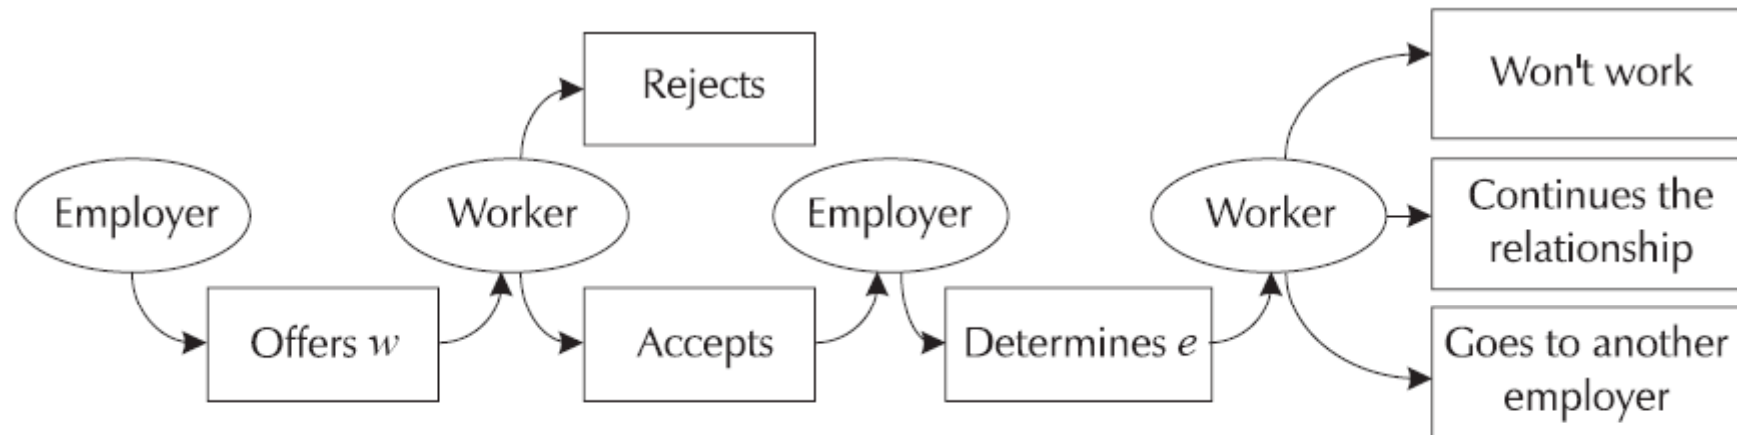 Employer
Offers w
Worker
Rejects
Accepts
Employer
Determines e
Worker
Won't work
Continues the
relationship
Goes to another
employer